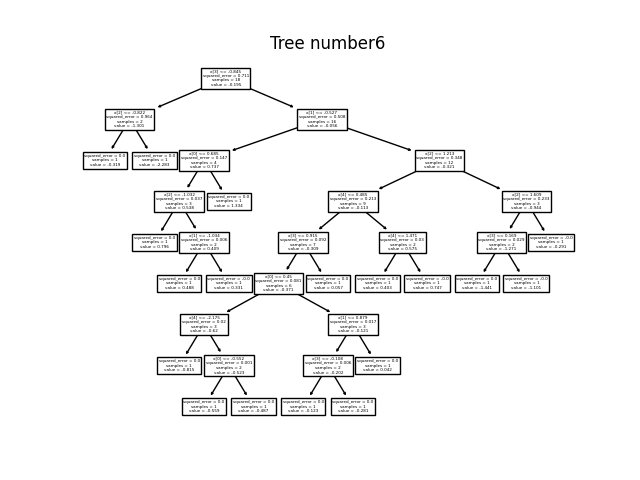 Tree number6
x[3] <= -0.845
squared_error = 0.711
samples = 18
value = -0.195
x[2] <= -0.822
squared_error = 0.964
samples = 2
value = -1.301
x[1] <= -0.527
squared_error = 0.508
samples = 16
value = -0.056
squared_error = 0.0
samples = 1
value = -0.319
squared_error = 0.0
samples = 1
value = -2.283
x[0] <= 0.685
squared_error = 0.147
samples = 4
value = 0.737
x[2] <= 1.213
squared_error = 0.348
samples = 12
value = -0.321
x[2] <= -1.032
squared_error = 0.037
samples = 3
value = 0.538
squared_error = 0.0
samples = 1
value = 1.334
x[4] <= 0.485
squared_error = 0.213
samples = 9
value = -0.113
x[2] <= 1.609
squared_error = 0.233
samples = 3
value = -0.944
squared_error = 0.0
samples = 1
value = 0.796
x[1] <= -1.034
squared_error = 0.006
samples = 2
value = 0.409
x[3] <= 0.915
squared_error = 0.092
samples = 7
value = -0.309
x[4] <= 1.471
squared_error = 0.03
samples = 2
value = 0.575
x[3] <= 0.169
squared_error = 0.029
samples = 2
value = -1.271
squared_error = -0.0
samples = 1
value = -0.291
squared_error = 0.0
samples = 1
value = 0.488
squared_error = -0.0
samples = 1
value = 0.331
x[0] <= 0.45
squared_error = 0.081
samples = 6
value = -0.371
squared_error = 0.0
samples = 1
value = 0.057
squared_error = 0.0
samples = 1
value = 0.403
squared_error = -0.0
samples = 1
value = 0.747
squared_error = 0.0
samples = 1
value = -1.441
squared_error = -0.0
samples = 1
value = -1.101
x[4] <= -2.175
squared_error = 0.02
samples = 3
value = -0.62
x[1] <= 0.879
squared_error = 0.017
samples = 3
value = -0.121
squared_error = 0.0
samples = 1
value = -0.815
x[0] <= -0.552
squared_error = 0.001
samples = 2
value = -0.523
x[3] <= -0.108
squared_error = 0.006
samples = 2
value = -0.202
squared_error = 0.0
samples = 1
value = 0.042
squared_error = 0.0
samples = 1
value = -0.559
squared_error = 0.0
samples = 1
value = -0.487
squared_error = 0.0
samples = 1
value = -0.123
squared_error = 0.0
samples = 1
value = -0.281